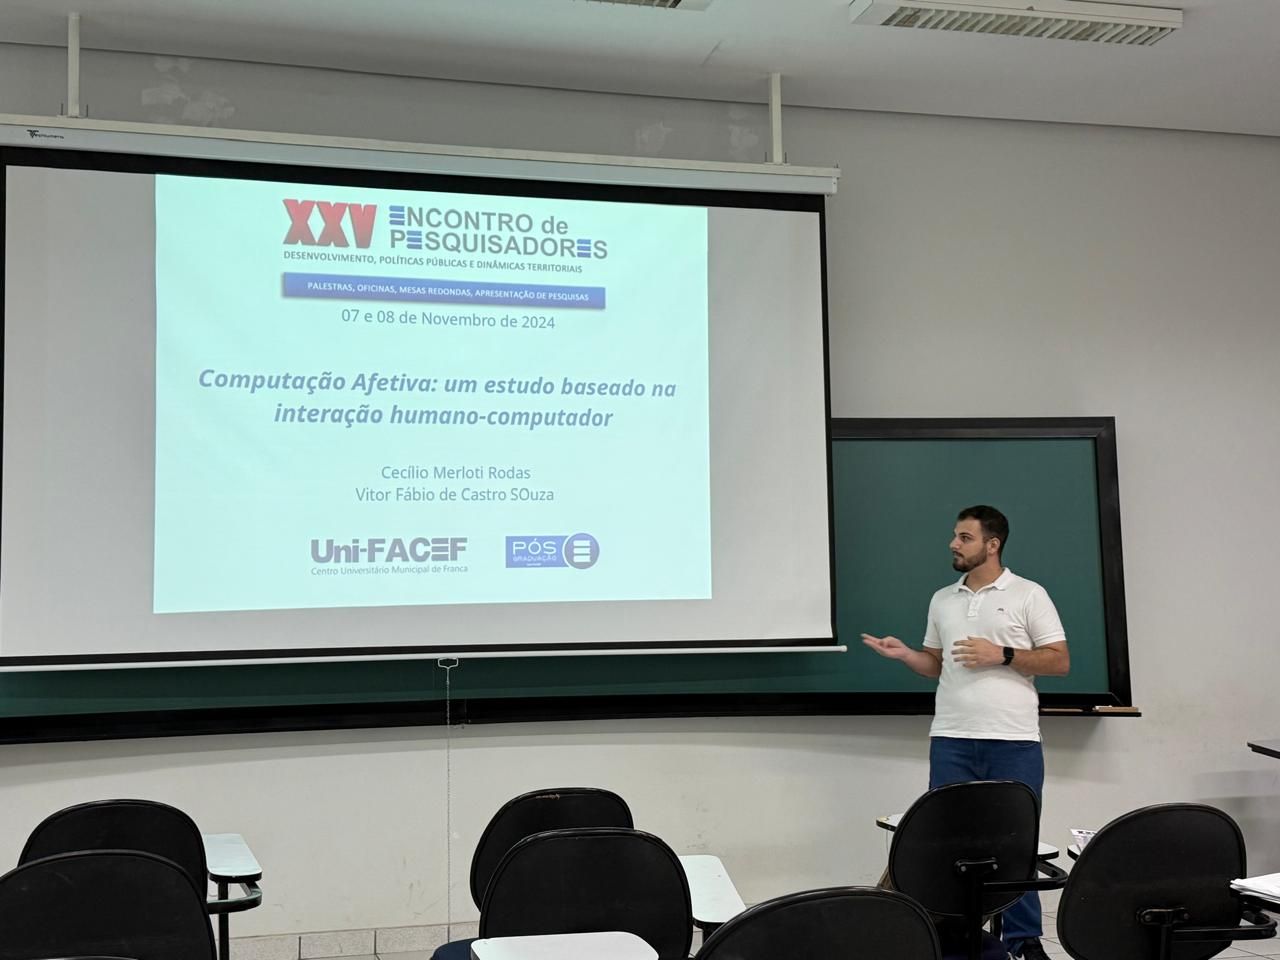 XXV ENCONTRO de
PESQUISADORES
DESENVOLVIMENTO, POLÍTICAS PÚBLICAS E DINÂMICAS TERRITORIAIS
PALESTRAS, OFICINAS, MESAS REDONDAS, APRESENTAÇÃO DE PESQUISAS
07 e 08 de Novembro de 2024
Computação Afetiva: um estudo baseado na
interação humano-computador
Cecílio Merloti Rodas
Vitor Fábio de Castro SOuza
Uni-FACEF
Centro Universitário Municipal de Franca
PÓS
GRADUAÇÃO